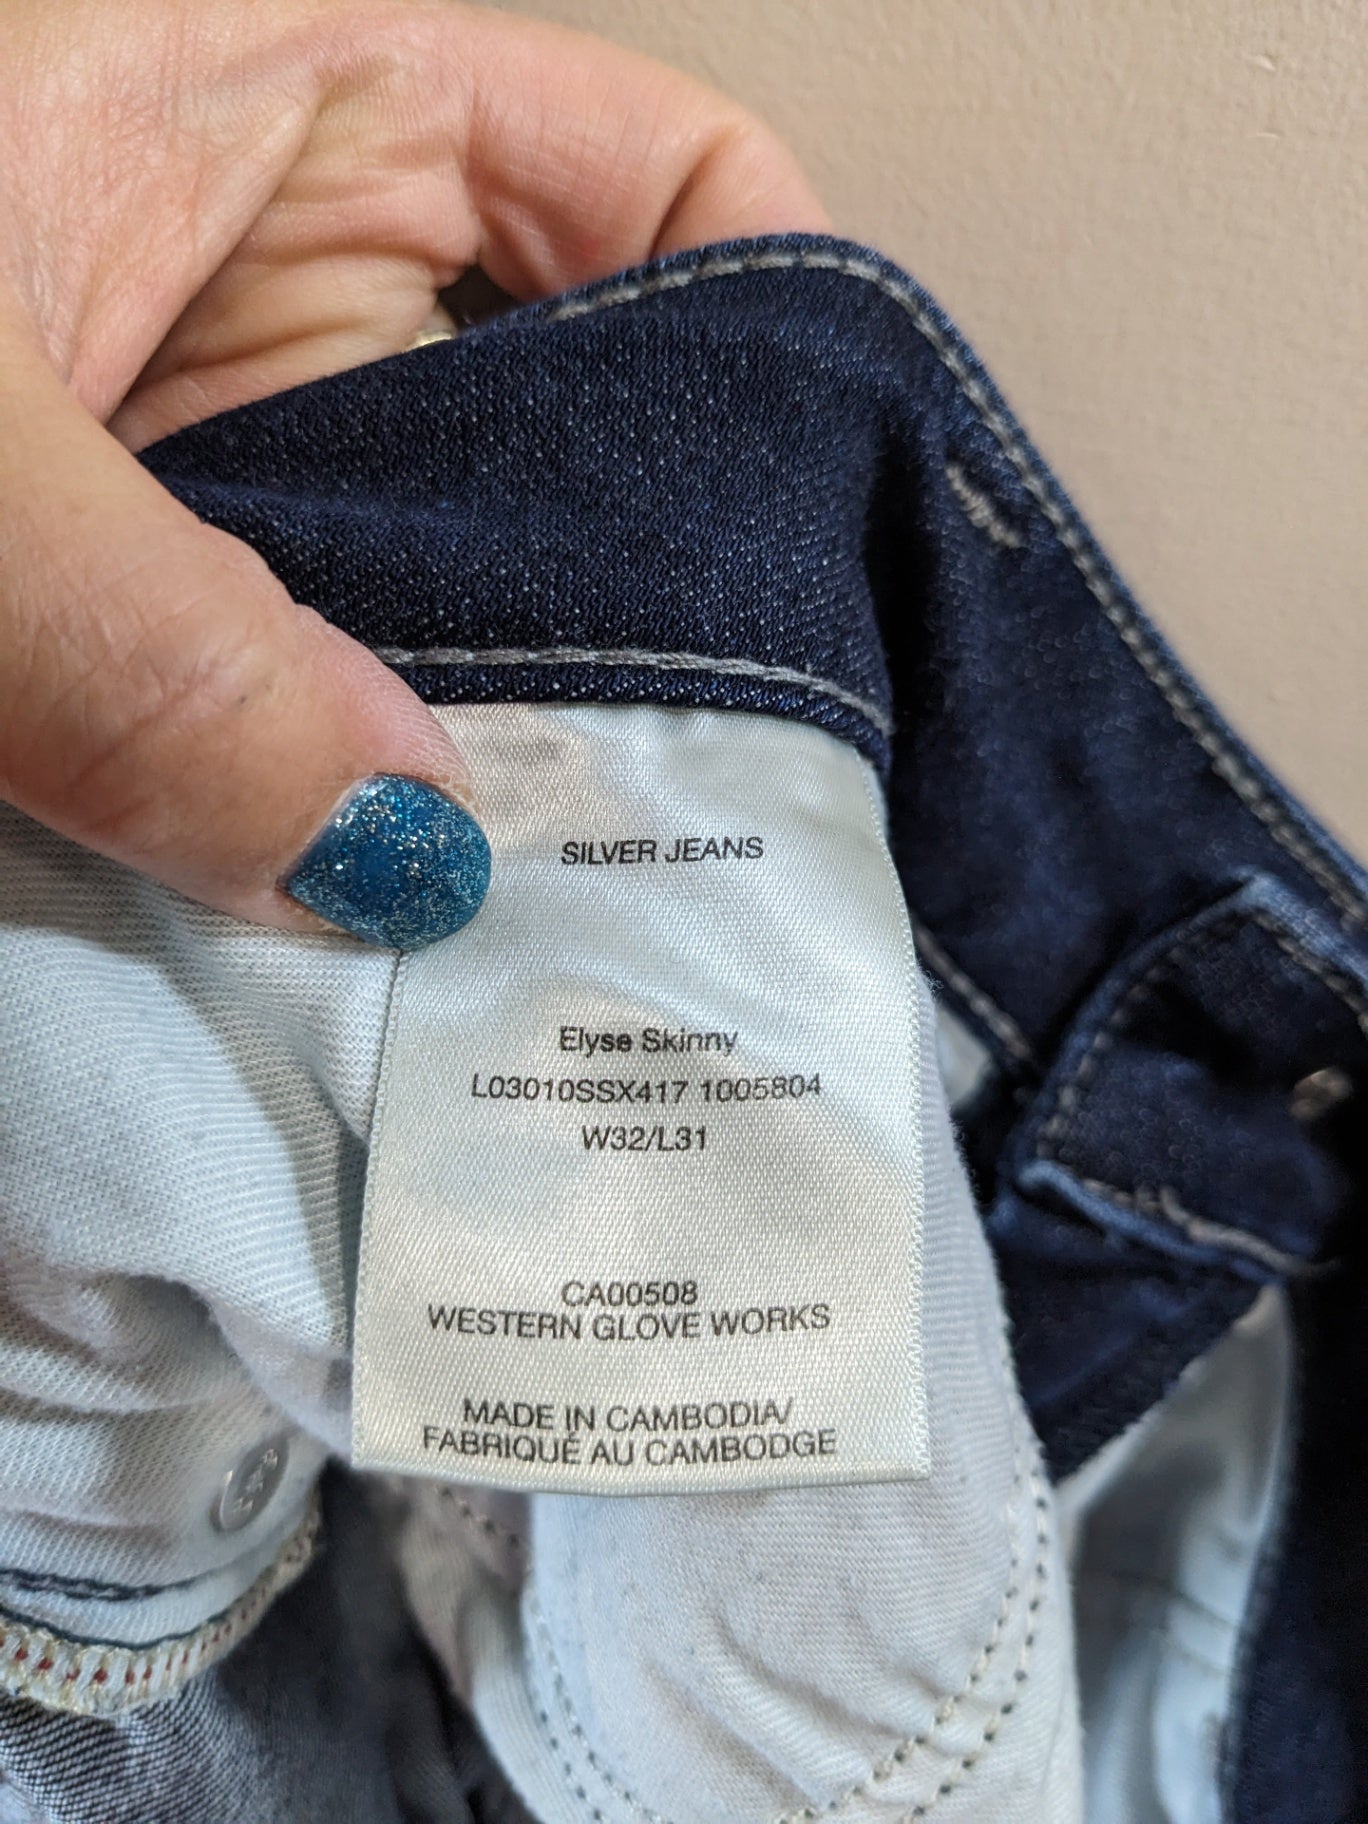 SILVER JEANS
Elyse Skinny
L03010SSX417 1005804
W32/L31
CA00508
WESTERN GLOVE WORKS
MADE IN CAMBODIA/
FABRIQUÉ AU CAMBODGE